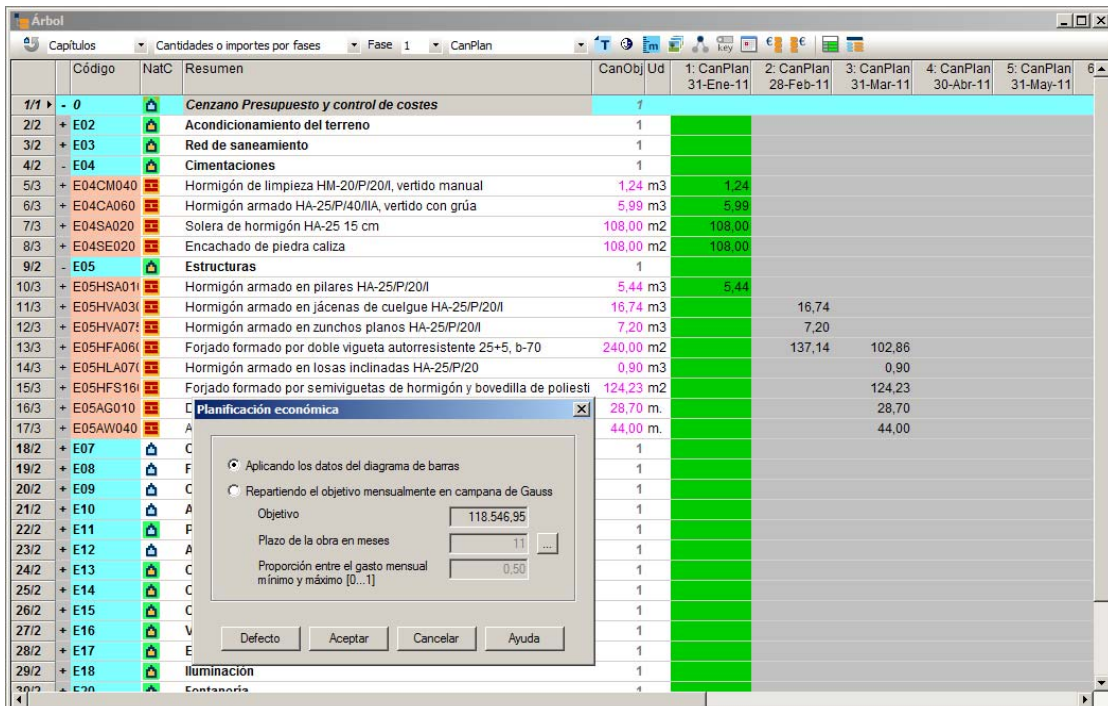 Árbol
Capítulos Cantidades o importes por fases Fase 1 CanPlan
Código NatC Resumen CanObj Ud 1: CanPlan 2: CanPlan 3: CanPlan 4: CanPlan 5: CanPlan 6
31-Ene-11 28-Feb-11 31-Mar-11 30-Abr-11 31-May-11
1/1 - 0 Cenzano Presupuesto y control de costes 1
2/2 + E02 Acondicionamiento del terreno 1
3/2 + E03 Red de saneamiento 1
4/2 - E04 Cimentaciones 1
5/3 + E04CM040 Hormigón de limpieza HM-20/P/20/I, vertido manual 1,24 m3 1,24
6/3 + E04CA060 Hormigón armado HA-25/P/40/IIA, vertido con grúa 5,99 m3 5,99
7/3 + E04SA020 Solera de hormigón HA-25 15 cm 108,00 m2 108,00
8/3 + E04SE020 Encachado de piedra caliza 108,00 m2 108,00
9/2 - E05 Estructuras 1
10/3 + E05HSA01 Hormigón armado en pilares HA-25/P/20/I 5,44 m3 5,44
11/3 + E05HVA03 Hormigón armado en jácenas de cuelgue HA-25/P/20/I 16,74 m3 16,74
12/3 + E05HVA07 Hormigón armado en zunchos planos HA-25/P/20/I 7,20 m3 7,20
13/3 + E05HFA06 Forjado formado por doble vigueta autorresistente 25+5, b-70 240,00 m2 137,14 102,86
14/3 + E05HLA07 Hormigón armado en losas inclinadas HA-25/P/20 0,90 m3 0,90
15/3 + E05HFS16 Forjado formado por semiviguetas de hormigón y bovedilla de poliesti 124,23 m2 124,23
16/3 + E05AG010 28,70 m. 28,70
17/3 + E05AW040 A 44,00 m. 44,00
18/2 + E07 C 1
19/2 + E08 F 1
20/2 + E09 C 1
21/2 + E10 A 1
22/2 + E11 P 1
23/2 + E12 A 1
24/2 + E13 C 1
25/2 + E14 C 1
26/2 + E15 C 1
27/2 + E16 V 1
28/2 + E17 E 1
29/2 + E18 Iluminación 1
30/2 + E20 Fontanería 1
Planificación económica
Aplicando los datos del diagrama de barras
Repartiendo el objetivo mensualmente en campana de Gauss
Objetivo 118.546,95
Plazo de la obra en meses 11 ...
Proporción entre el gasto mensual
mínimo y máximo [0...1] 0,50
Defecto Aceptar Cancelar Ayuda